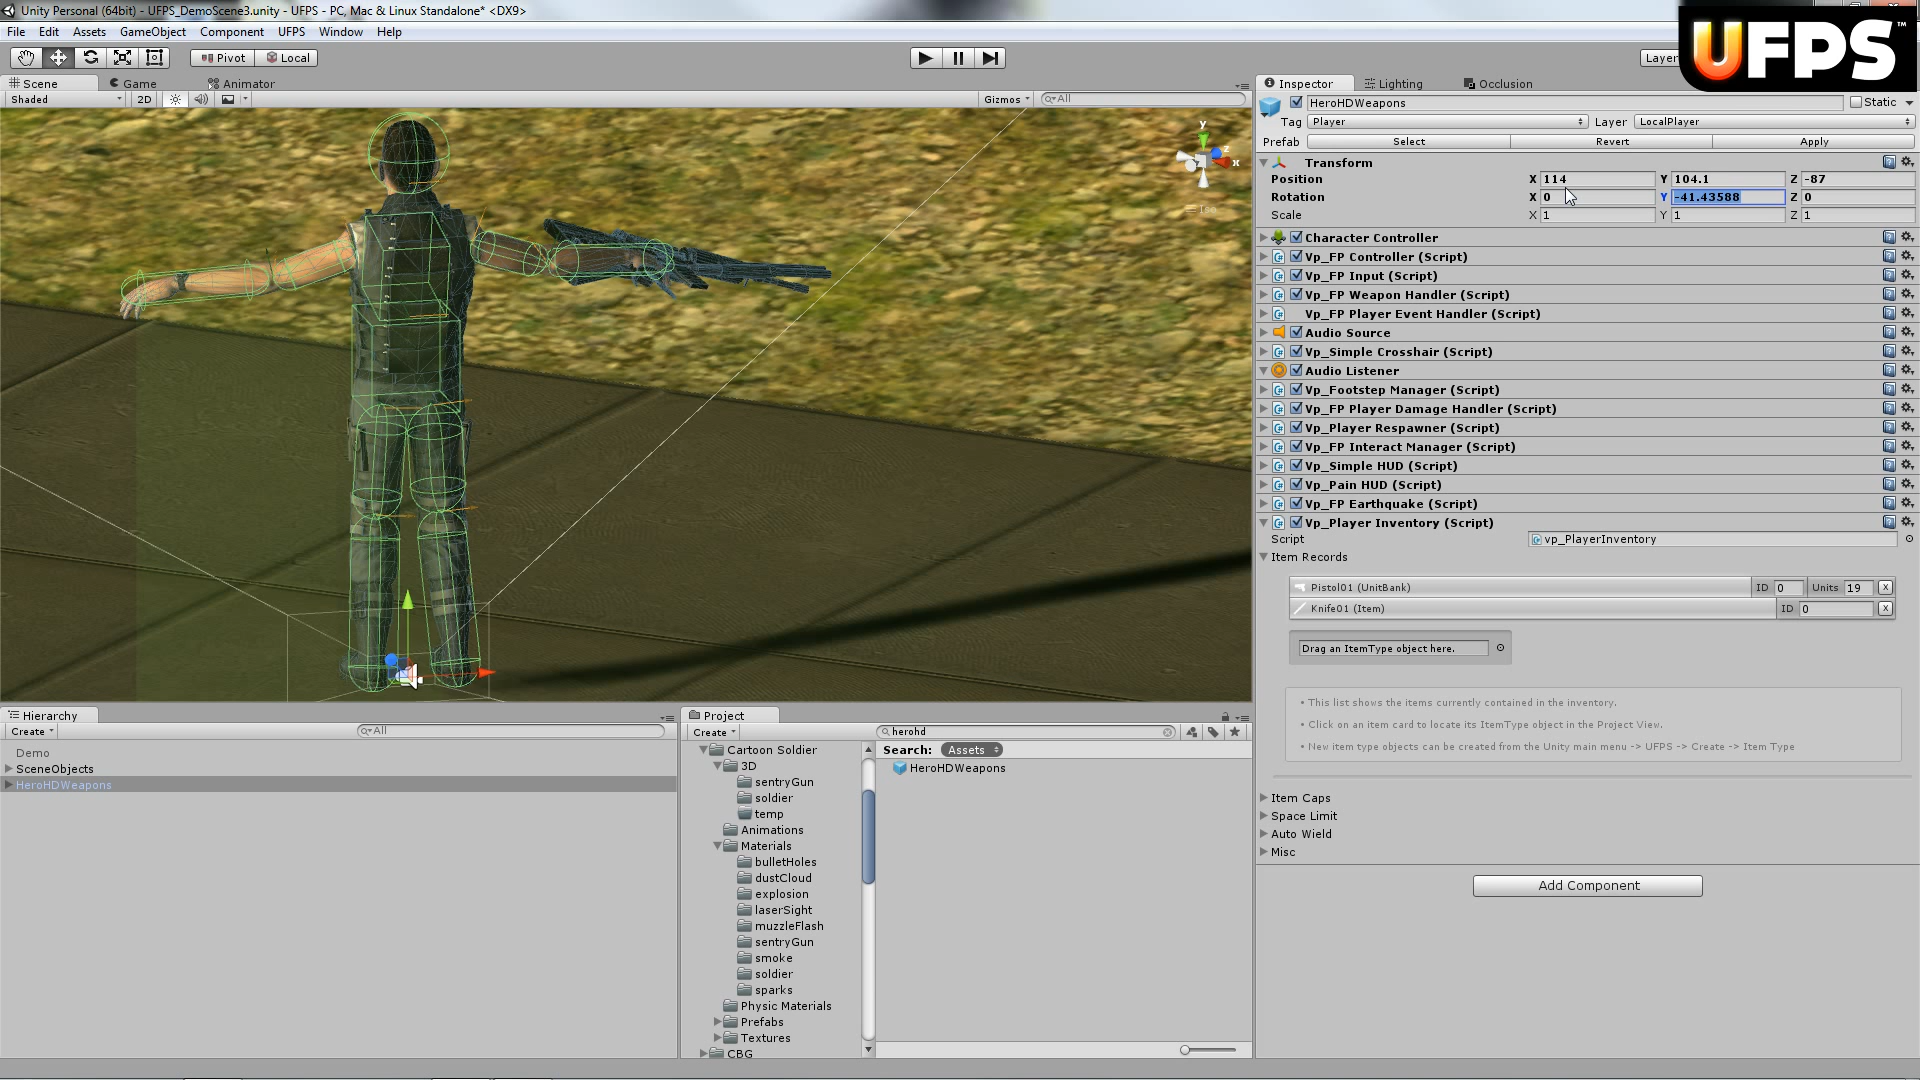 Unity Personal (64bit) - UFPS_DemoScene3.unity - UFPS - PC, Mac & Linux Standalone* <DX9>
File Edit Assets GameObject Component UFPS Window Help
Pivot Local
Layer
UFPS™
Scene Game Animator
Inspector Lighting Occlusion
Shaded 2D Gizmos All
HeroHDWeapons Static
Tag Player Layer LocalPlayer
Prefab Select Revert Apply
Transform
Position X 114 Y 104.1 Z -87
Rotation X 0 Y -41.43588 Z 0
Scale X 1 Y 1 Z 1
y
z
x
Iso
Character Controller
Vp_FP Controller (Script)
Vp_FP Input (Script)
Vp_FP Weapon Handler (Script)
Vp_FP Player Event Handler (Script)
Audio Source
Vp_Simple Crosshair (Script)
Audio Listener
Vp_Footstep Manager (Script)
Vp_FP Player Damage Handler (Script)
Vp_Player Respawner (Script)
Vp_FP Interact Manager (Script)
Vp_Simple HUD (Script)
Vp_Pain HUD (Script)
Vp_FP Earthquake (Script)
Vp_Player Inventory (Script)
Script vp_PlayerInventory
Item Records
Pistol01 (UnitBank) ID 0 Units 19 X
Knife01 (Item) ID 0 X
Drag an ItemType object here.
• This list shows the items currently contained in the inventory.
• Click on an item card to locate its ItemType object in the Project View.
• New item type objects can be created from the Unity main menu -> UFPS -> Create -> Item Type
Item Caps
Space Limit
Auto Wield
Misc
Add Component
Hierarchy
Create All
Demo
SceneObjects
HeroHDWeapons
Project
Create herohd
Cartoon Soldier
3D
sentryGun
soldier
temp
Animations
Materials
bulletHoles
dustCloud
explosion
laserSight
muzzleFlash
sentryGun
smoke
soldier
sparks
Physic Materials
Prefabs
Textures
CBG
Search: Assets
HeroHDWeapons